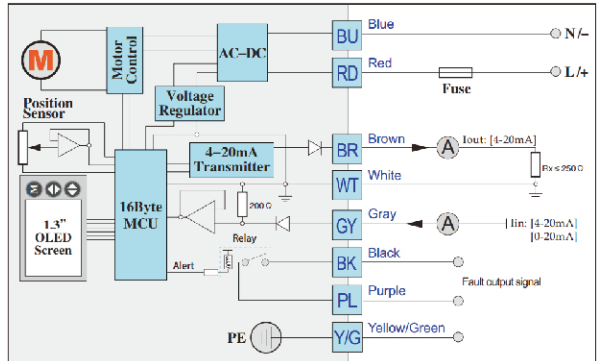 M
Motor
Control
AC-DC
Voltage
Regulator
Position
Sensor
4-20mA
Transmitter
16Byte
MCU
M
1.3”
OLED
Screen
200Ω
Relay
Alert
PE
BU
Blue
N/-
RD
Red
Fuse
L/+
BR
Brown
A
Iout: [4-20mA]
Rx≤250Ω
WT
White
GY
Gray
A
Iin: [4-20mA]
[0-20mA]
BK
Black
Fault output signal
PL
Purple
Y/G
Yellow/Green